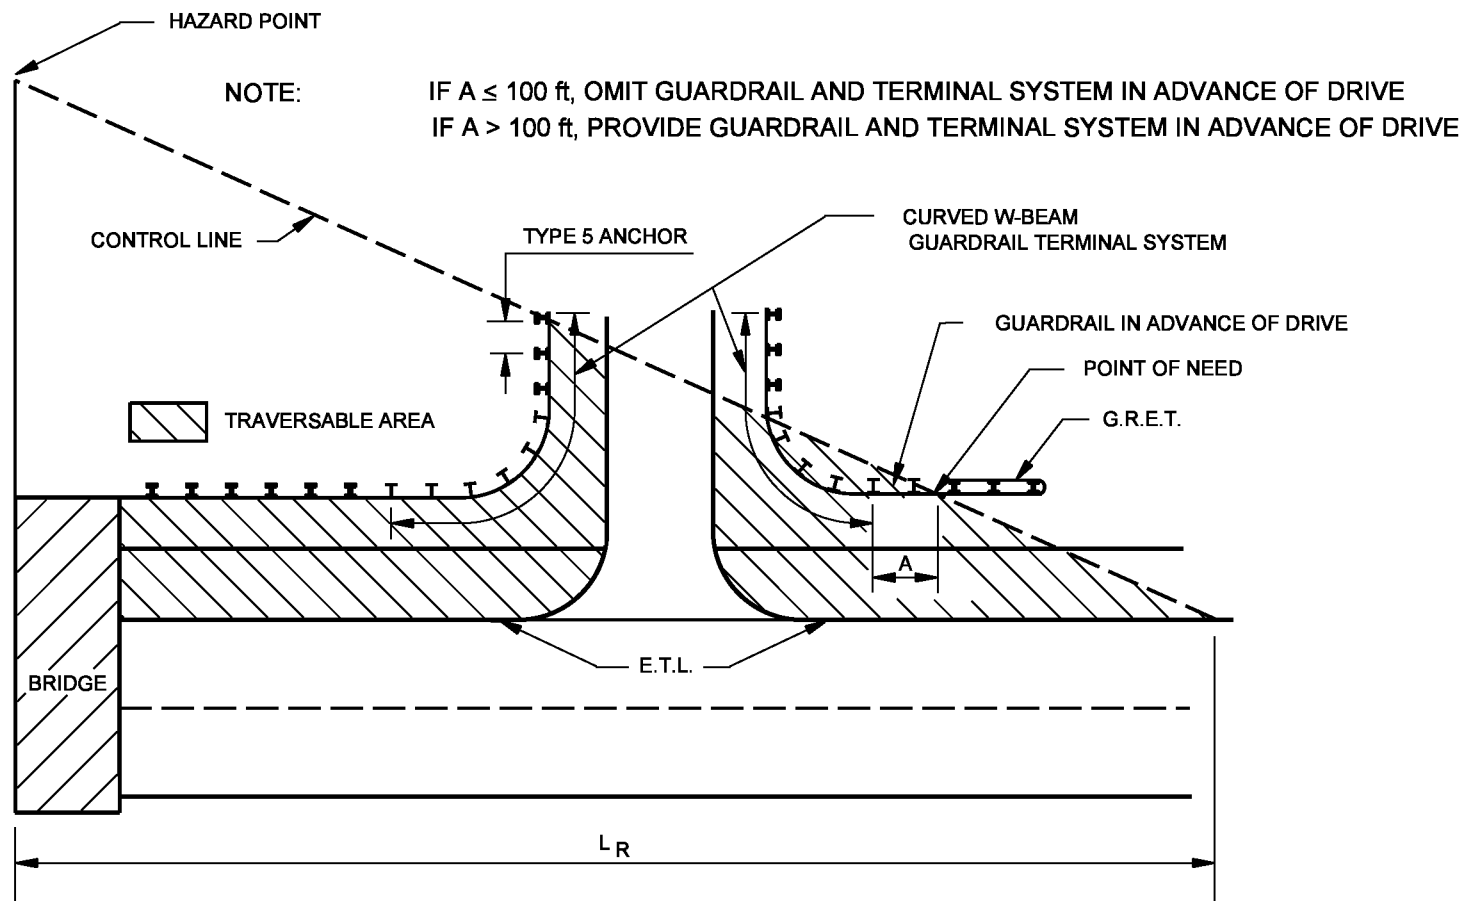 HAZARD POINT
NOTE: IF A ≤ 100 ft, OMIT GUARDRAIL AND TERMINAL SYSTEM IN ADVANCE OF DRIVE
IF A > 100 ft, PROVIDE GUARDRAIL AND TERMINAL SYSTEM IN ADVANCE OF DRIVE
CONTROL LINE
TYPE 5 ANCHOR
CURVED W-BEAM
GUARDRAIL TERMINAL SYSTEM
GUARDRAIL IN ADVANCE OF DRIVE
POINT OF NEED
G.R.E.T.
TRAVERSABLE AREA
A
E.T.L.
BRIDGE
L R